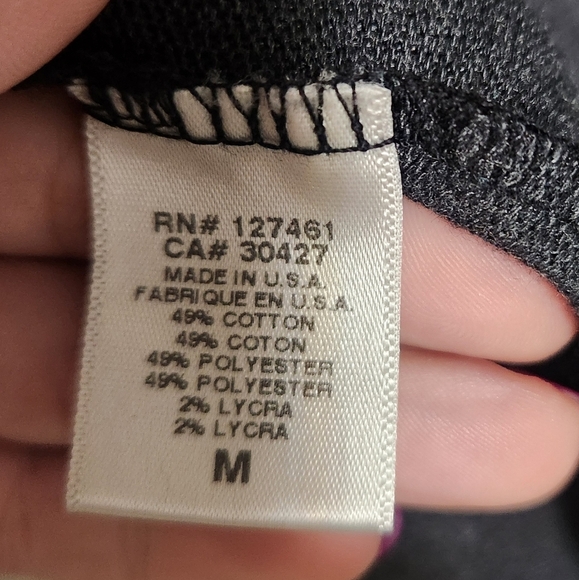 RN# 127461
CA# 30427
MADE IN U.S.A.
FABRIQUE EN U.S.A.
49% COTTON
49% COTON
49% POLYESTER
49% POLYESTER
2% LYCRA
2% LYCRA
M